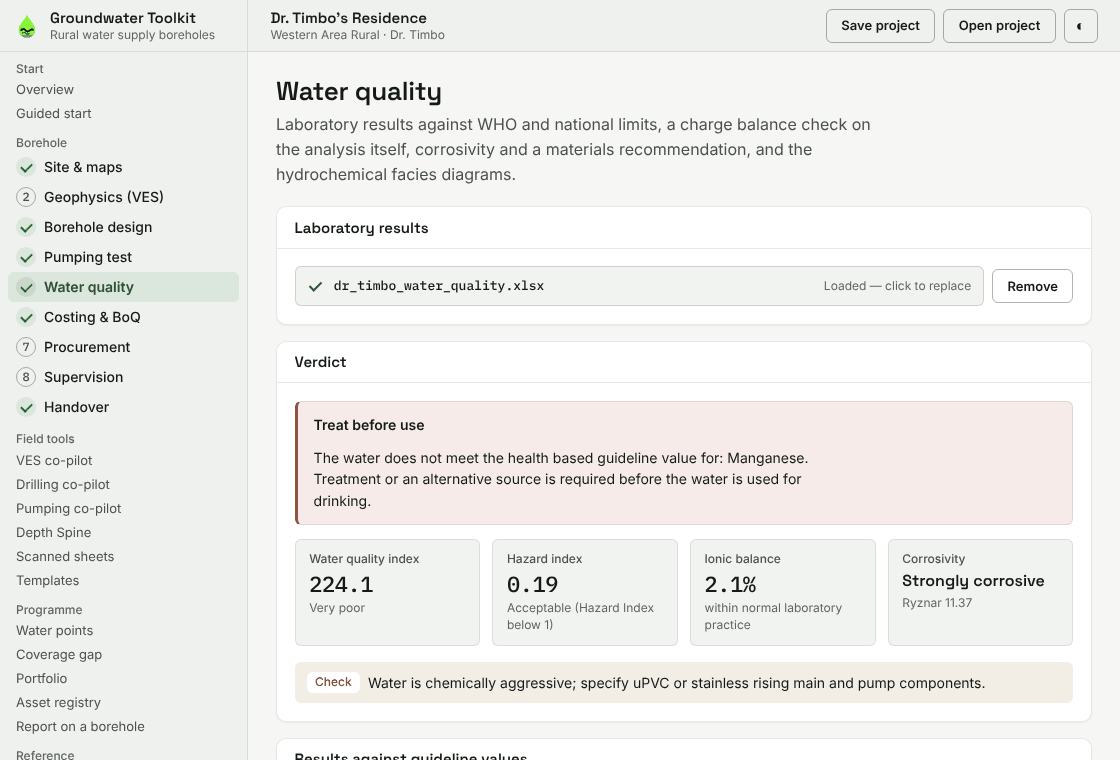 Groundwater Toolkit
Rural water supply boreholes
Dr. Timbo's Residence
Western Area Rural · Dr. Timbo
Save project
Open project
Start
Overview
Guided start
Borehole
Site & maps
2 Geophysics (VES)
Borehole design
Pumping test
Water quality
Costing & BoQ
7 Procurement
8 Supervision
Handover
Field tools
VES co-pilot
Drilling co-pilot
Pumping co-pilot
Depth Spine
Scanned sheets
Templates
Programme
Water points
Coverage gap
Portfolio
Asset registry
Report on a borehole
Reference
Water quality
Laboratory results against WHO and national limits, a charge balance check on
the analysis itself, corrosivity and a materials recommendation, and the
hydrochemical facies diagrams.
Laboratory results
dr_timbo_water_quality.xlsx
Loaded — click to replace
Remove
Verdict
Treat before use
The water does not meet the health based guideline value for: Manganese.
Treatment or an alternative source is required before the water is used for
drinking.
Water quality index
224.1
Very poor
Hazard index
0.19
Acceptable (Hazard Index
below 1)
Ionic balance
2.1%
within normal laboratory
practice
Corrosivity
Strongly corrosive
Ryznar 11.37
Check Water is chemically aggressive; specify uPVC or stainless rising main and pump components.
Results against guideline values